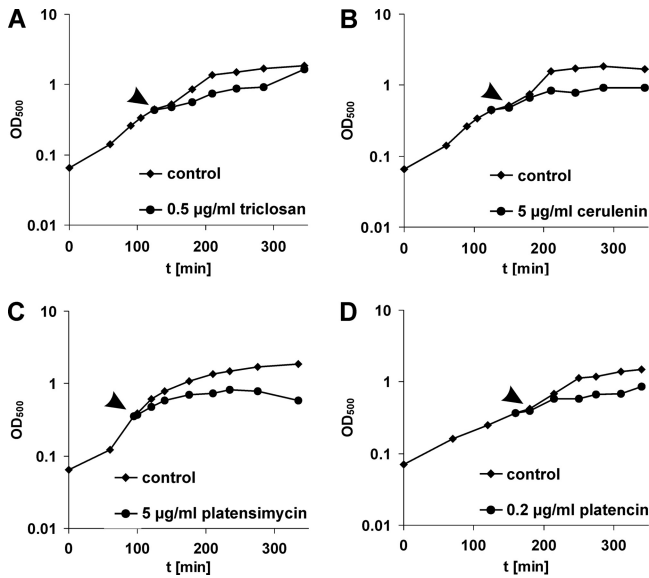 A
10
1
0.1
0.01
OD500
control
0.5 µg/ml triclosan
0 100 200 300
t [min]
B
10
1
0.1
0.01
OD500
control
5 µg/ml cerulenin
0 100 200 300
t [min]
C
10
1
0.1
0.01
OD500
control
5 µg/ml platensimycin
0 100 200 300
t [min]
D
10
1
0.1
0.01
OD500
control
0.2 µg/ml platencin
0 100 200 300
t [min]